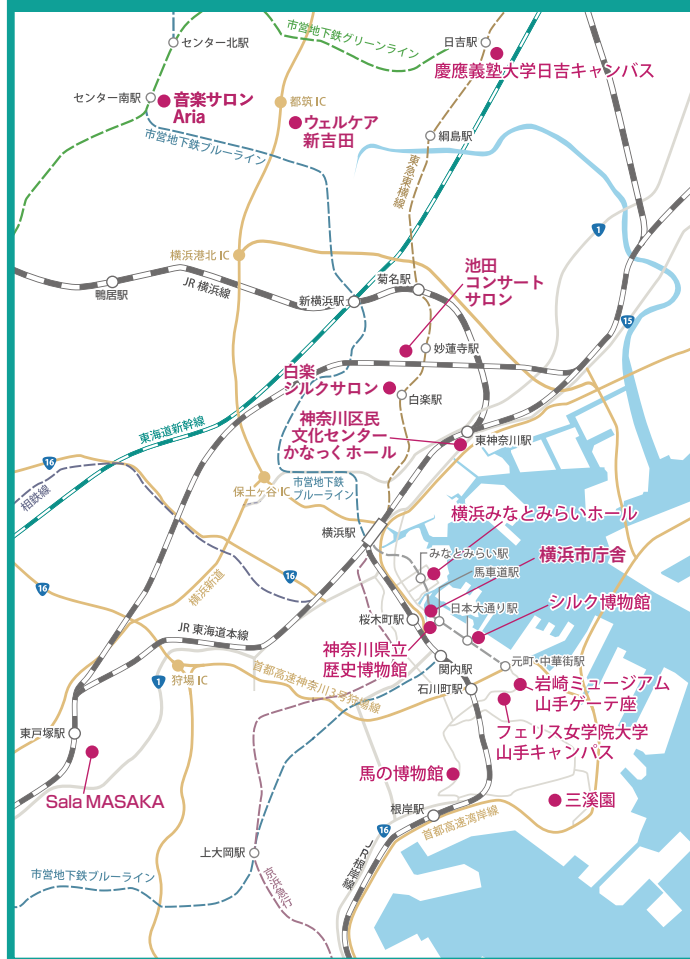 市営地下鉄グリーンライン
センター北駅
日吉駅
慶應義塾大学日吉キャンパス
センター南駅
音楽サロン
Aria
都筑 IC
ウェルケア
新吉田
市営地下鉄ブルーライン
綱島駅
東急東横線
1
横浜港北 IC
池田
コンサート
サロン
菊名駅
JR 横浜線
鴨居駅
新横浜駅
15
妙蓮寺駅
白楽
シルクサロン
白楽駅
神奈川区民
文化センター
かなっくホール
東神奈川駅
東海道新幹線
16
相鉄線
保土ヶ谷 IC
市営地下鉄
ブルーライン
横浜みなとみらいホール
横浜駅
みなとみらい駅
横浜市庁舎
馬車道駅
16
16
横浜新道
日本大通り駅
シルク博物館
桜木町駅
JR 東海道本線
神奈川県立
歴史博物館
関内駅
元町・中華街駅
狩場 IC
1
首都高速神奈川3号狩場線
石川町駅
岩崎ミュージアム
山手ゲーテ座
東戸塚駅
フェリス女学院大学
山手キャンパス
馬の博物館
Sala MASAKA
三溪園
根岸駅
16
首都高速湾岸線
上大岡駅
JR根岸線
市営地下鉄ブルーライン
京浜急行